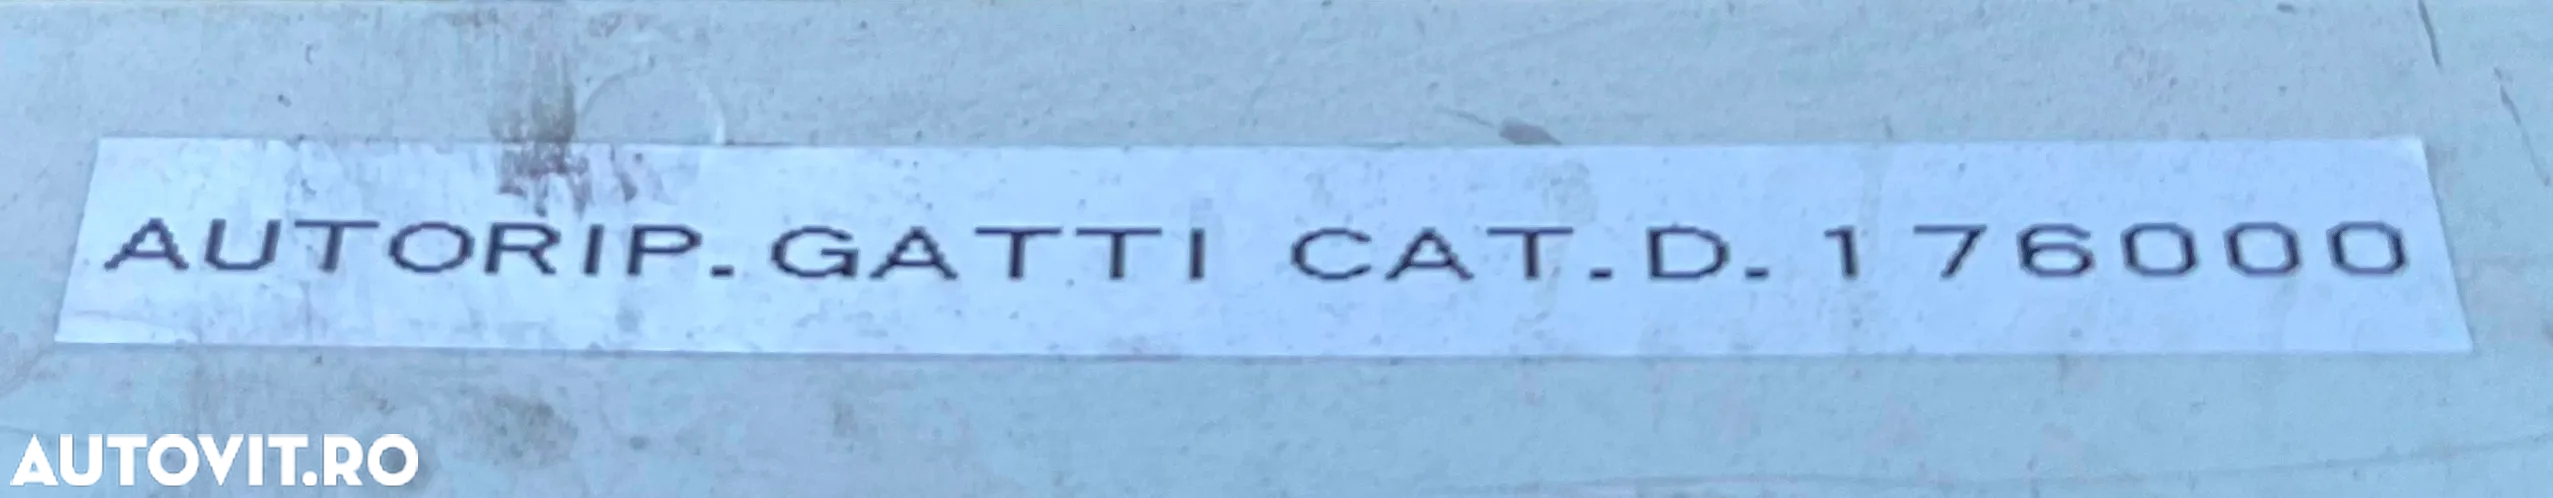 AUTORIP.GATTI CAT.D.176000
AUTOVIT.RO